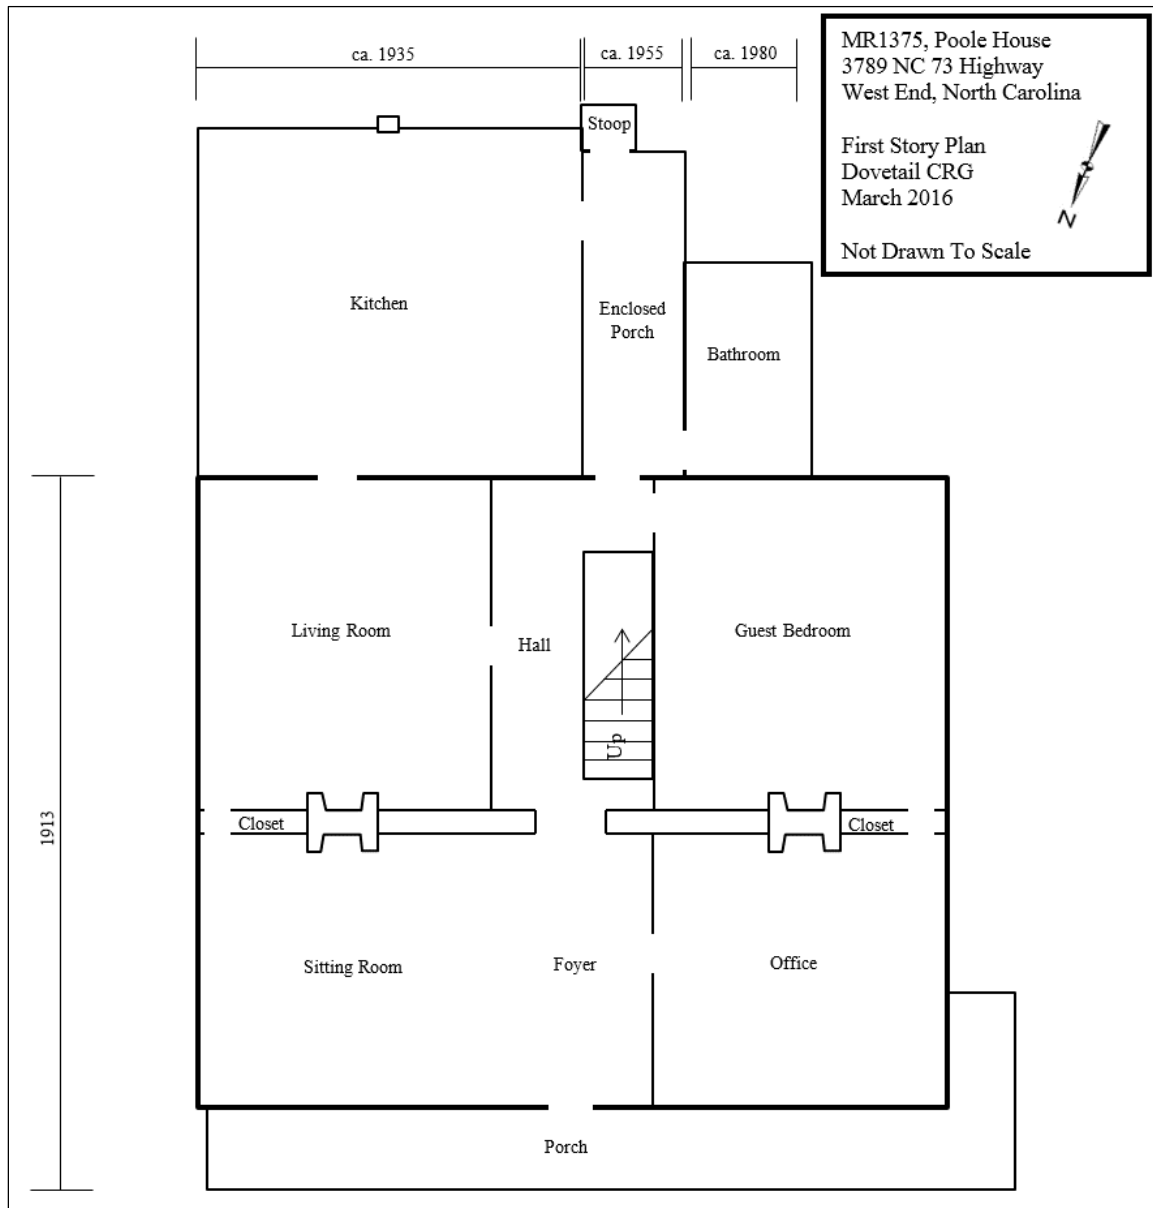 ca. 1935
ca. 1955
ca. 1980
MR1375, Poole House
3789 NC 73 Highway
West End, North Carolina
First Story Plan
Dovetail CRG
March 2016
N
Not Drawn To Scale
Stoop
Kitchen
Enclosed
Porch
Bathroom
Living Room
Hall
Guest Bedroom
Up
1913
Closet
Closet
Sitting Room
Foyer
Office
Porch